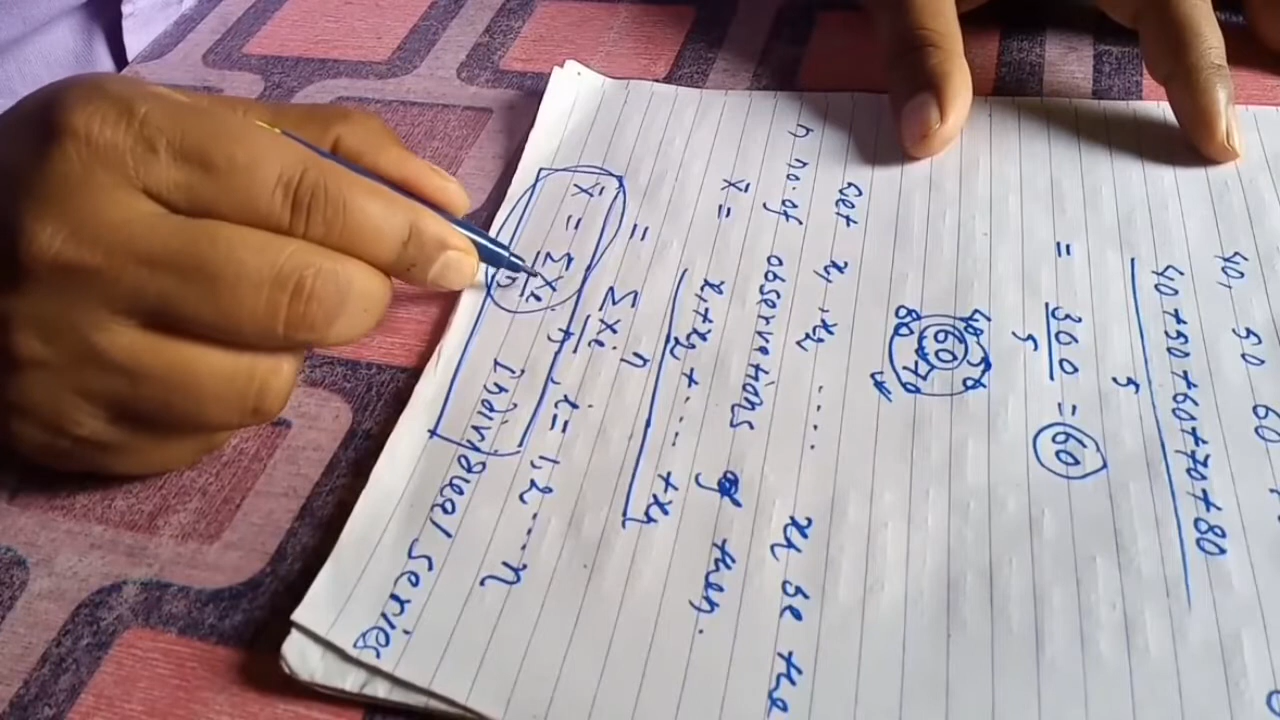 40, 50 60
40+50+60+70+80
5
= 300 = 60
5
40 50
60
80 70
Let x1, x2 ..... xn be the
n no. of observations of then.
x̄ = x1+x2+....+xn
n
= Σxi , i=1,2....n
n
x̄ = Σxi
n
Individual series